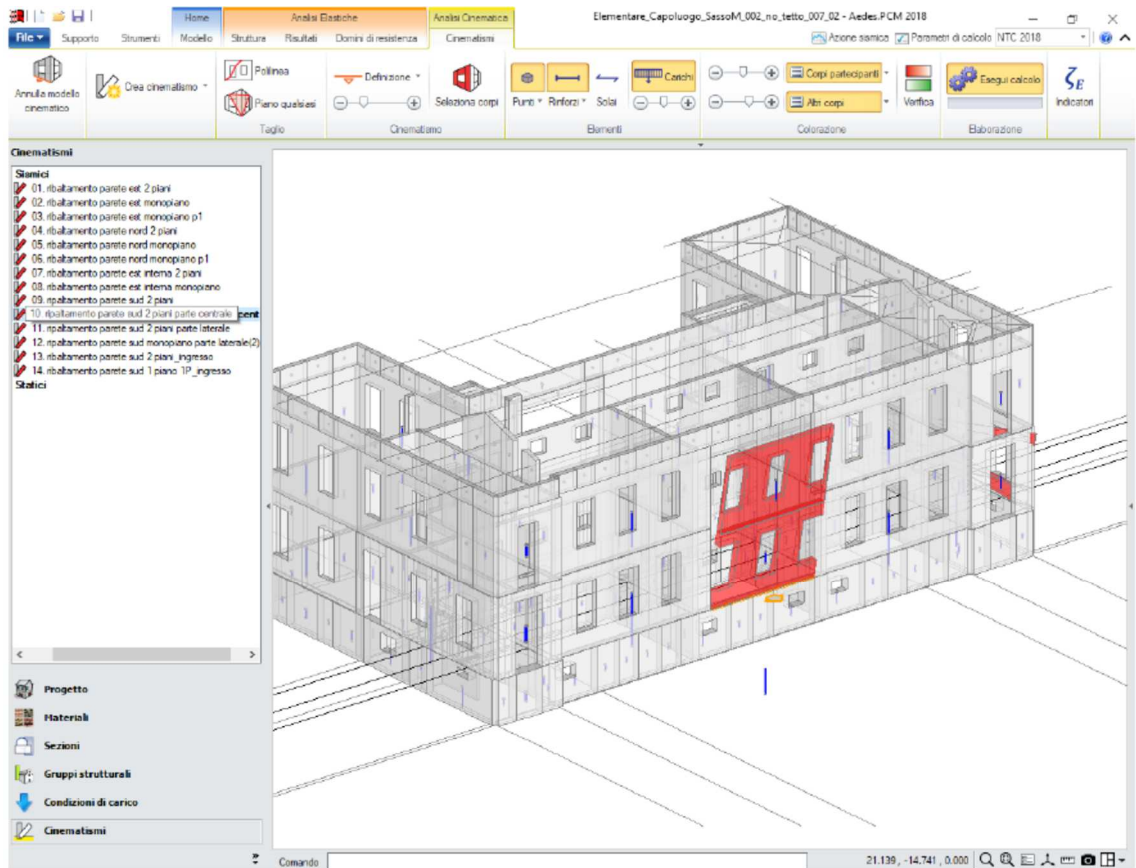 Home
Analisi Elastiche
Analisi Cinematica
Elementare_Capoluogo_SassoM_002_no_tetto_007_02 - Aedes.PCM 2018
File
Supporto
Strumenti
Modello
Struttura
Risultati
Domini di resistenza
Cinematismi
Azione sismica
Parametri di calcolo
NTC 2018
Annulla modello cinematico
Crea cinematismo
Polilinea
Piano qualsiasi
Taglio
Definizione
Seleziona corpi
Cinematismo
Punti
Rinforzi
Solai
Carichi
Elementi
Corpi partecipanti
Altri corpi
Verifica
Colorazione
Esegui calcolo
Elaborazione
ζE
Indicatori
Cinematismi
Sismici
01. ribaltamento parete est 2 piani
02. ribaltamento parete est monopiano
03. ribaltamento parete est monopiano p1
04. ribaltamento parete nord 2 piani
05. ribaltamento parete nord monopiano
06. ribaltamento parete nord monopiano p1
07. ribaltamento parete est interna 2 piani
08. ribaltamento parete est interna monopiano
09. ripaltamento parete sud 2 piani
10. ripaltamento parete sud 2 piani parte centrale cent
11. ripaltamento parete sud 2 piani parte laterale
12. ripaltamento parete sud monopiano parte laterale(2)
13. ribaltamento parete sud 2 piani_ingresso
14. ribaltamento parete sud 1 piano 1P_ingresso
Statici
Progetto
Materiali
Sezioni
Gruppi strutturali
Condizioni di carico
Cinematismi
Comando
21.139, -14.741, 0.000